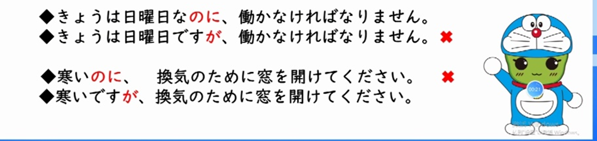 ◆きょうは日曜日なのに、働かなければなりません。
◆きょうは日曜日ですが、働かなければなりません。✖
◆寒いのに、　換気のために窓を開けてください。　✖
◆寒いですが、換気のために窓を開けてください。